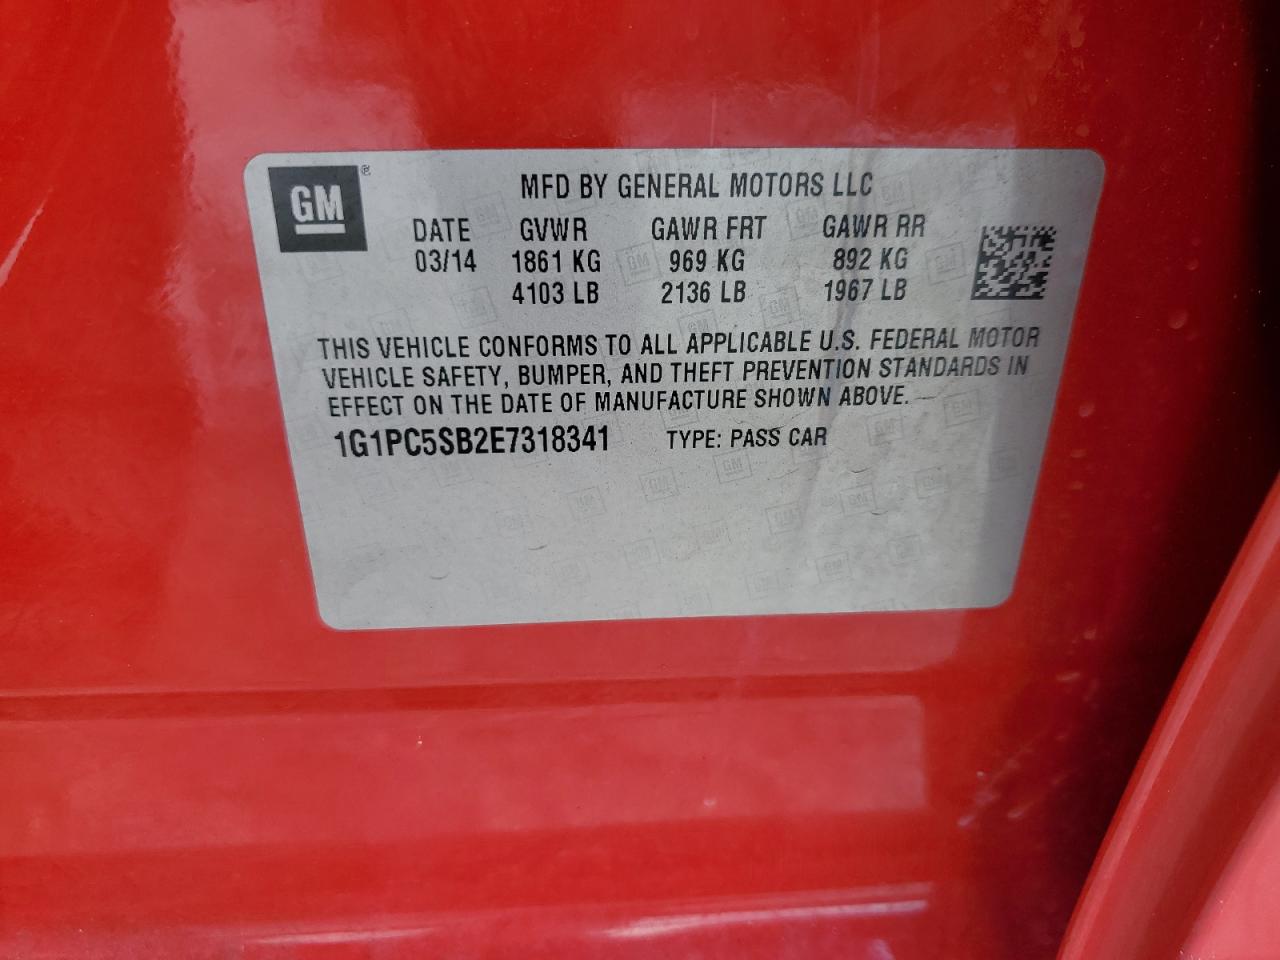 GM ®
MFD BY GENERAL MOTORS LLC
DATE GVWR GAWR FRT GAWR RR
03/14 1861 KG 969 KG 892 KG
4103 LB 2136 LB 1967 LB
THIS VEHICLE CONFORMS TO ALL APPLICABLE U.S. FEDERAL MOTOR
VEHICLE SAFETY, BUMPER, AND THEFT PREVENTION STANDARDS IN
EFFECT ON THE DATE OF MANUFACTURE SHOWN ABOVE.
1G1PC5SB2E7318341 TYPE: PASS CAR